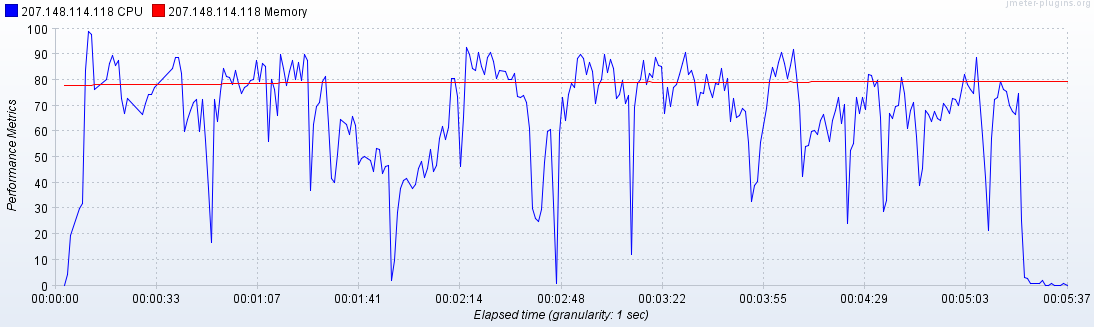 jmeter-plugins.org
207.148.114.118 CPU 207.148.114.118 Memory
Performance Metrics
100
90
80
70
60
50
40
30
20
10
0
00:00:00 00:00:33 00:01:07 00:01:41 00:02:14 00:02:48 00:03:22 00:03:55 00:04:29 00:05:03 00:05:37
Elapsed time (granularity: 1 sec)